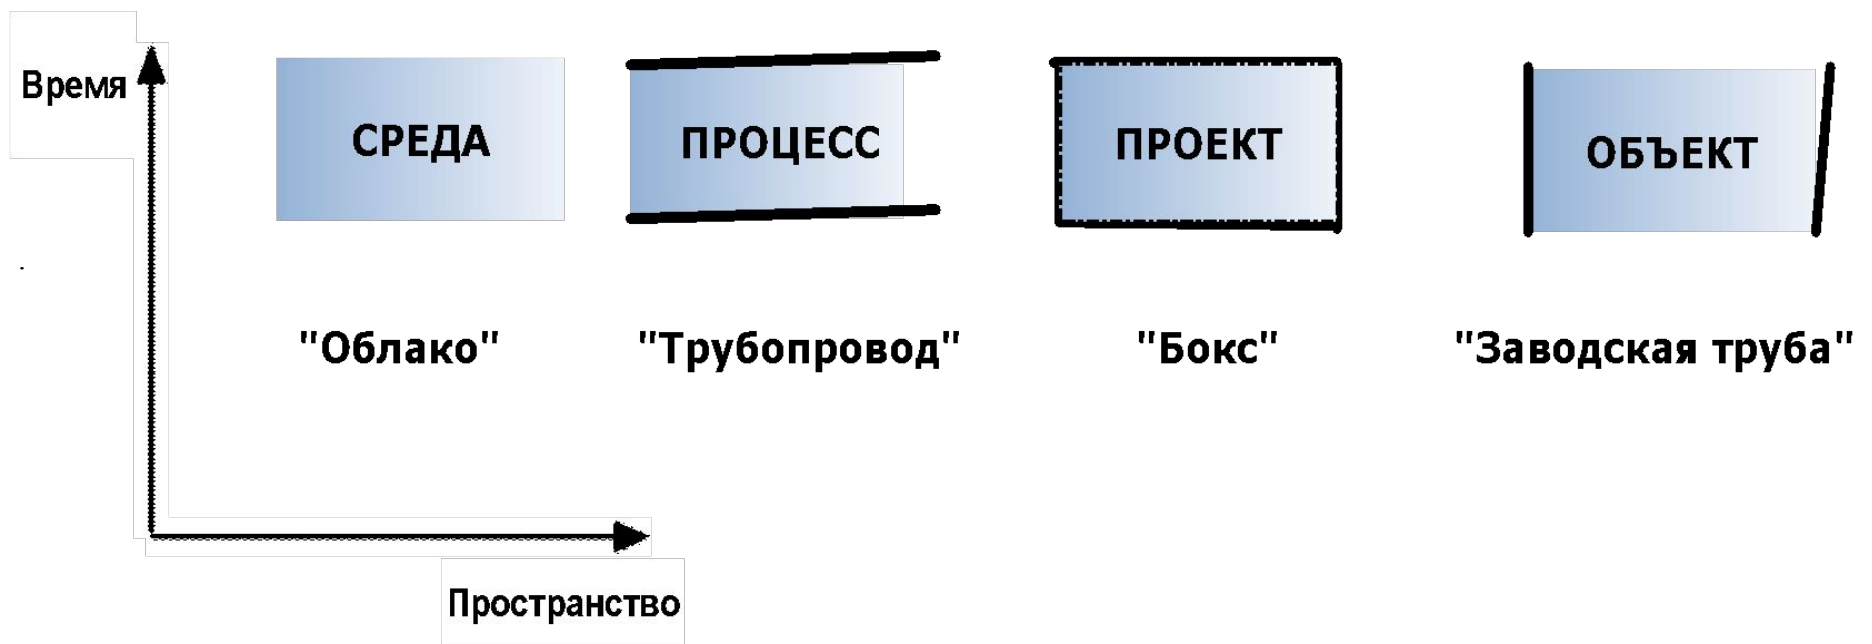 Время
СРЕДА
ПРОЦЕСС
ПРОЕКТ
ОБЪЕКТ
"Облако"
"Трубопровод"
"Бокс"
"Заводская труба"
Пространство